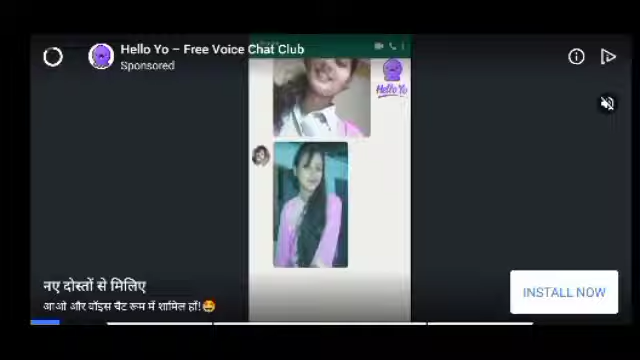 Hello Yo – Free Voice Chat Club
Sponsored
Hello Yo
नए दोस्तों से मिलिए
आओ और वॉइस चैट रूम में शामिल हों!🤩
INSTALL NOW